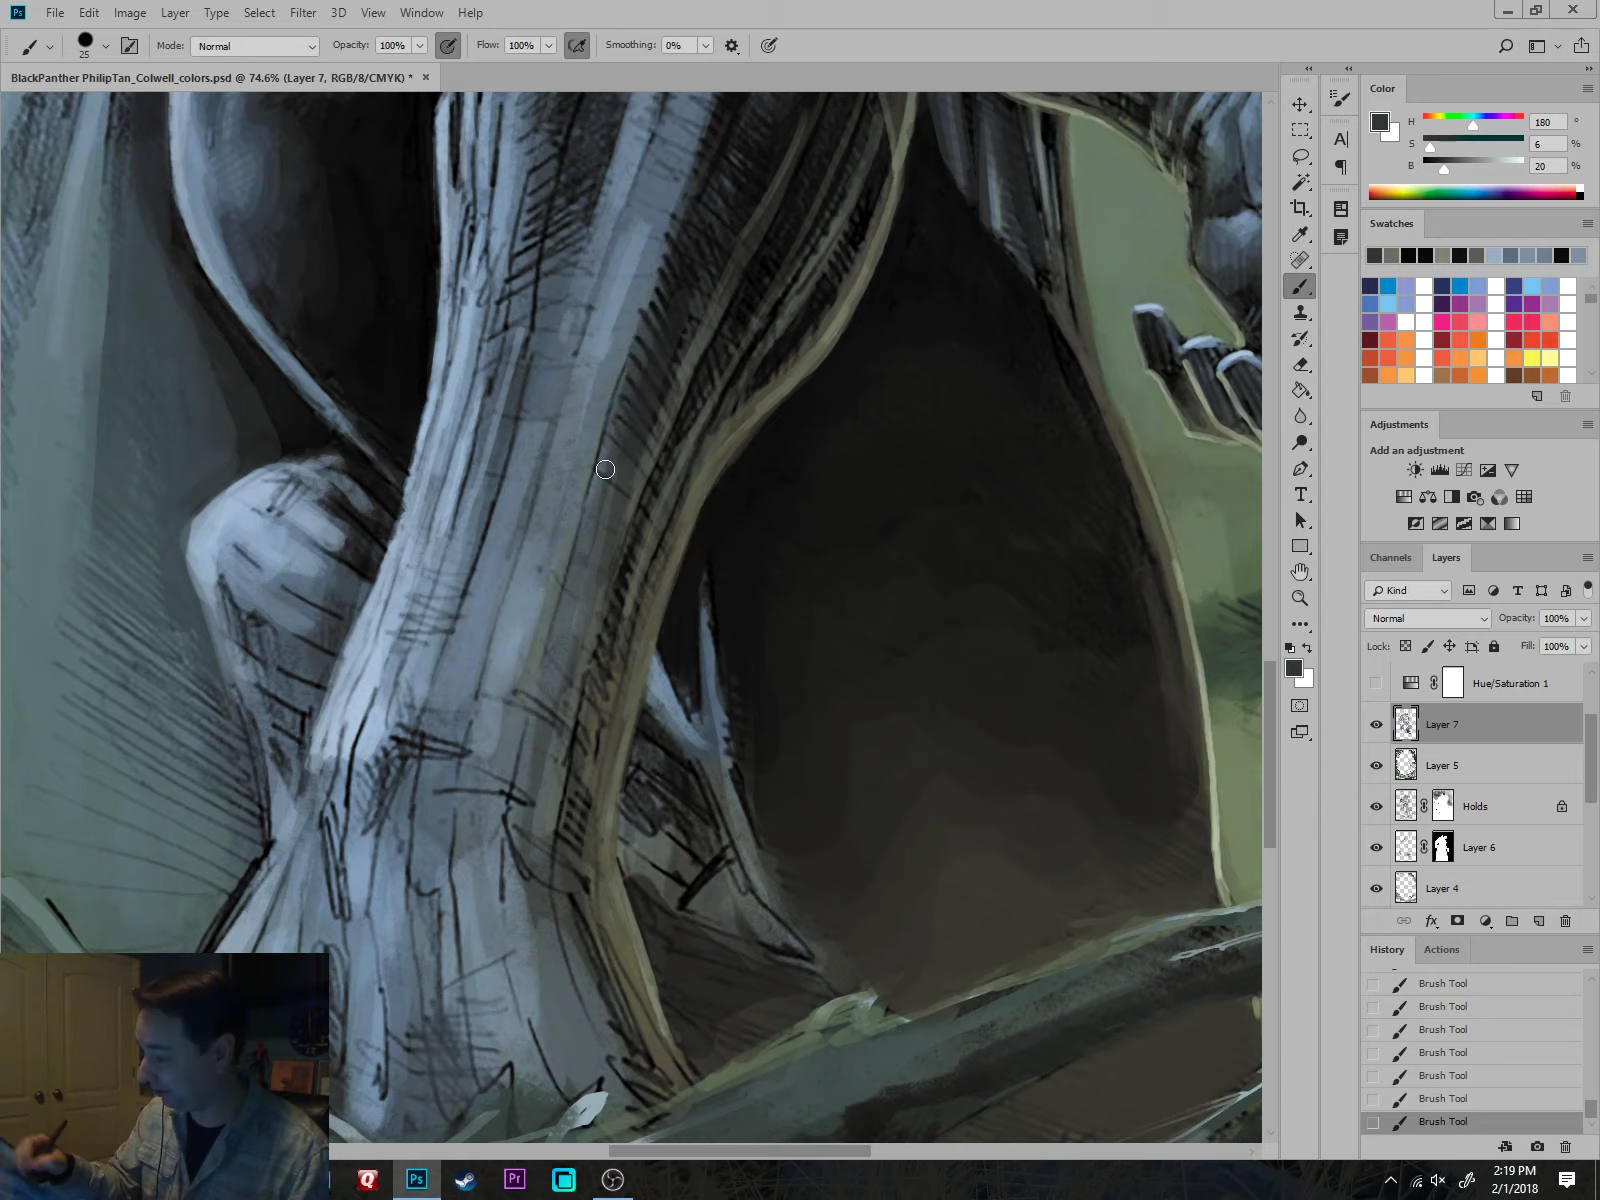 Ps File Edit Image Layer Type Select Filter 3D View Window Help
25 Mode: Normal Opacity: 100% Flow: 100% Smoothing: 0%
BlackPanther PhilipTan_Colwell_colors.psd @ 74.6% (Layer 7, RGB/8/CMYK) * ×
Color
H 180 °
S 6 %
B 20 %
Swatches
Adjustments
Add an adjustment
Channels Layers
Kind
Normal Opacity: 100%
Lock: Fill: 100%
Hue/Saturation 1
Layer 7
Layer 5
Holds
Layer 6
Layer 4
fx
History Actions
Brush Tool
Brush Tool
Brush Tool
Brush Tool
Brush Tool
Brush Tool
Brush Tool
Q Ps Pr
2:19 PM
2/1/2018